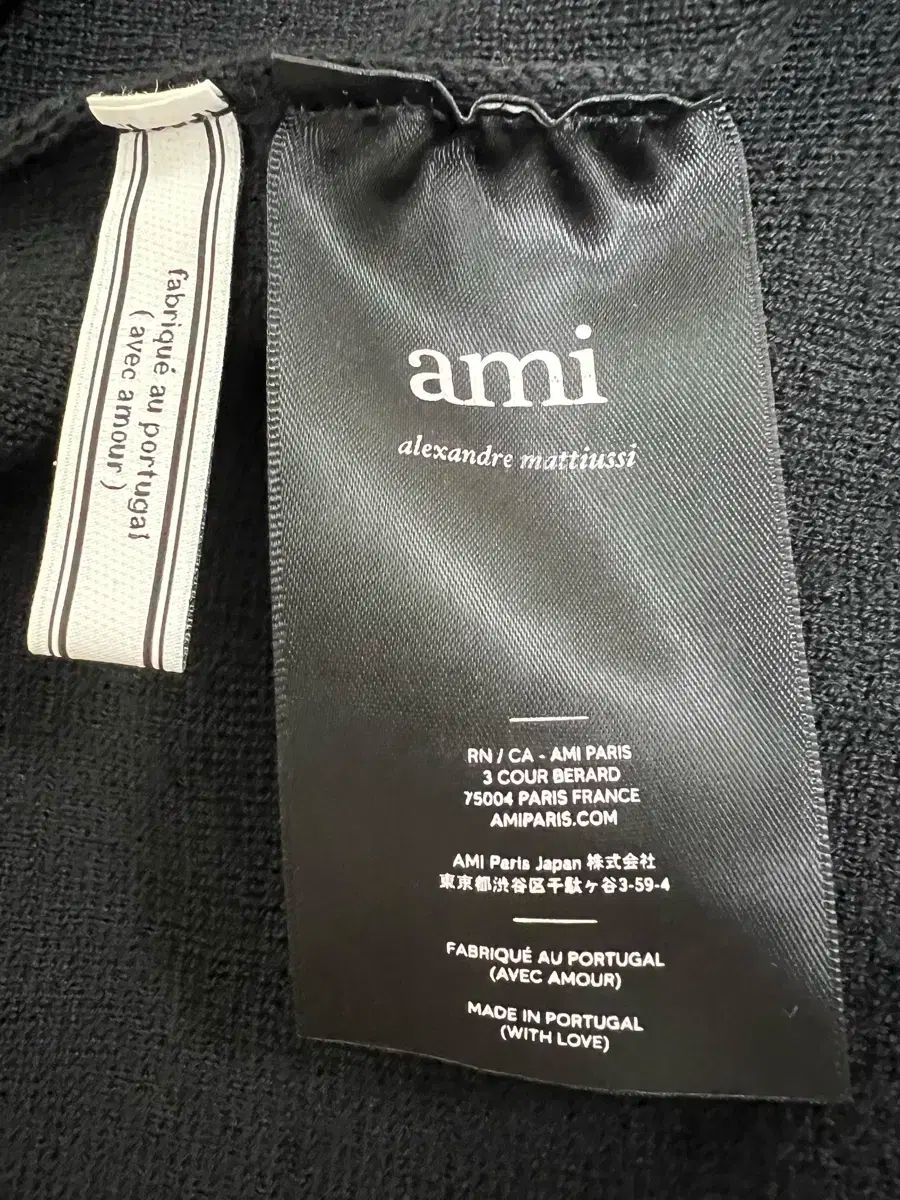 fabriqué au portugal
(avec amour)
ami
alexandre mattiussi
RN / CA - AMI PARIS
3 COUR BERARD
75004 PARIS FRANCE
AMIPARIS.COM
AMI Paris Japan 株式会社
東京都渋谷区千駄ヶ谷3-59-4
FABRIQUÉ AU PORTUGAL
(AVEC AMOUR)
MADE IN PORTUGAL
(WITH LOVE)